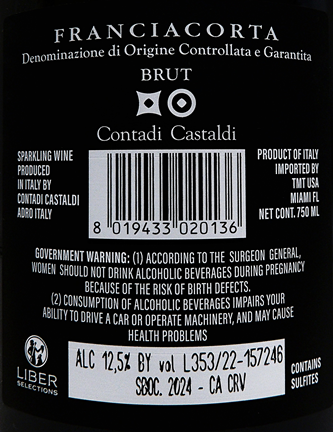 FRANCIACORTA
Denominazione di Origine Controllata e Garantita
BRUT
Contadi Castaldi
SPARKLING WINE
PRODUCED
IN ITALY BY
CONTADI CASTALDI
ADRO ITALY
8 019433 020136
PRODUCT OF ITALY
IMPORTED BY
TMT USA
MIAMI FL
NET CONT. 750 ML
GOVERNMENT WARNING: (1) ACCORDING TO THE SURGEON GENERAL,
WOMEN SHOULD NOT DRINK ALCOHOLIC BEVERAGES DURING PREGNANCY
BECAUSE OF THE RISK OF BIRTH DEFECTS.
(2) CONSUMPTION OF ALCOHOLIC BEVERAGES IMPAIRS YOUR
ABILITY TO DRIVE A CAR OR OPERATE MACHINERY, AND MAY CAUSE
HEALTH PROBLEMS
LIBER
SELECTIONS
ALC 12,5% BY vol L353/22-157246
SBOC. 2024 - CA CRV
CONTAINS
SULFITES